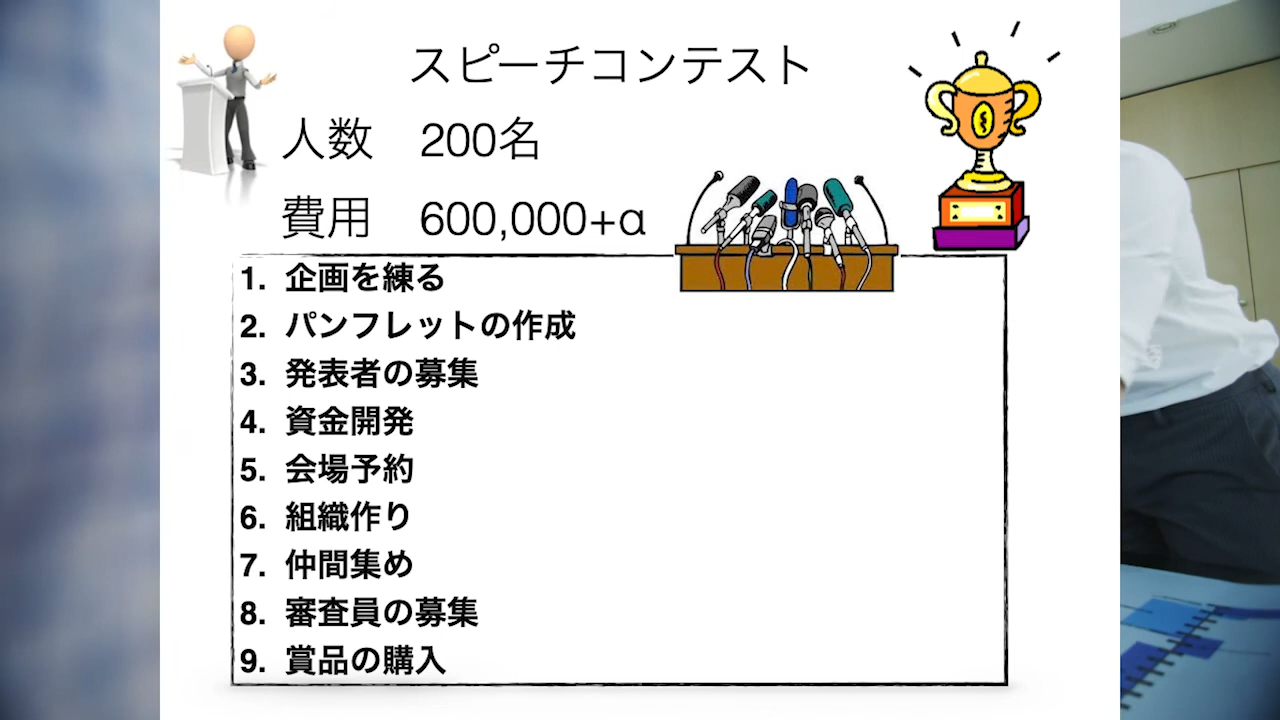 スピーチコンテスト
人数　200名
費用　600,000+α
1. 企画を練る
2. パンフレットの作成
3. 発表者の募集
4. 資金開発
5. 会場予約
6. 組織作り
7. 仲間集め
8. 審査員の募集
9. 賞品の購入